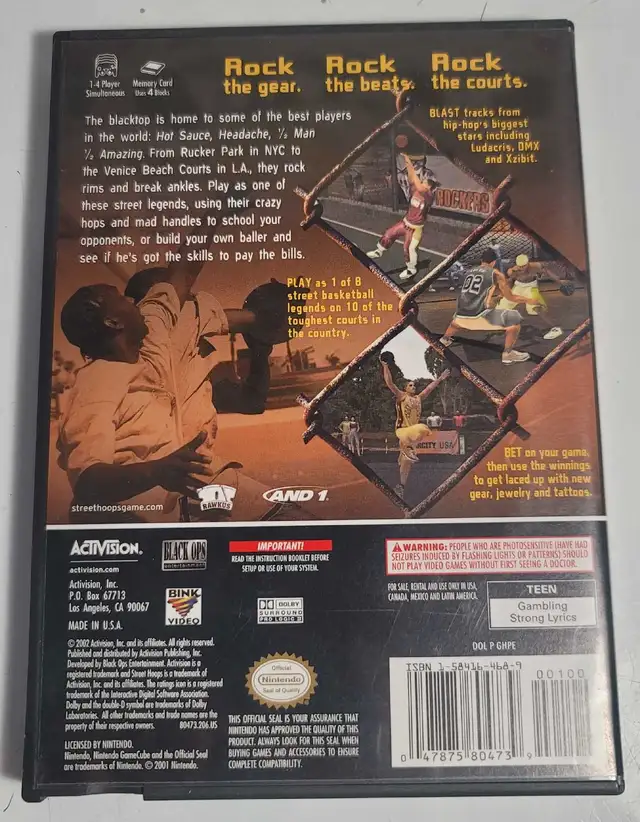 1-4 Player
Simultaneous
Memory Card
Uses 4 Blocks
Rock
the gear.
Rock
the beats.
Rock
the courts.
The blacktop is home to some of the best players
in the world: Hot Sauce, Headache, ½ Man
½ Amazing. From Rucker Park in NYC to
the Venice Beach Courts in L.A., they rock
rims and break ankles. Play as one of
these street legends, using their crazy
hops and mad handles to school your
opponents, or build your own baller and
see if he's got the skills to pay the bills.
BLAST tracks from
hip-hop's biggest
stars including
Ludacris, DMX
and Xzibit.
ROCKERS
02
PLAY as 1 of 8
street basketball
legends on 10 of the
toughest courts in
the country.
USA
BET on your game,
then use the winnings
to get laced up with new
gear, jewelry and tattoos.
streethoopsgame.com
RAWKUS
AND 1
ACTIVISION.
activision.com
BLACK OPS
entertainment
Activision, Inc.
P.O. Box 67713
Los Angeles, CA 90067
MADE IN U.S.A.
BINK
VIDEO
IMPORTANT!
READ THE INSTRUCTION BOOKLET BEFORE
SETUP OR USE OF YOUR SYSTEM.
DOLBY
SURROUND
PRO LOGIC II
WARNING: PEOPLE WHO ARE PHOTOSENSITIVE (HAVE HAD
SEIZURES INDUCED BY FLASHING LIGHTS OR PATTERNS) SHOULD
NOT PLAY VIDEO GAMES WITHOUT FIRST SEEING A DOCTOR.
FOR SALE, RENTAL AND USE ONLY IN USA,
CANADA, MEXICO AND LATIN AMERICA.
TEEN
Gambling
Strong Lyrics
DOL P GHPE
© 2002 Activision, Inc. and its affiliates. All rights reserved.
Published and distributed by Activision Publishing, Inc.
Developed by Black Ops Entertainment. Activision is a
registered trademark and Street Hoops is a trademark of
Activision, Inc. and its affiliates. The ratings icon is a registered
trademark of the Interactive Digital Software Association.
Dolby and the double-D symbol are trademarks of Dolby
Laboratories. All other trademarks and trade names are the
property of their respective owners.
80473.206.US
LICENSED BY NINTENDO.
Nintendo, Nintendo GameCube and the Official Seal
are trademarks of Nintendo. © 2001 Nintendo.
Official
Nintendo
Seal of Quality
THIS OFFICIAL SEAL IS YOUR ASSURANCE THAT
NINTENDO HAS APPROVED THE QUALITY OF THIS
PRODUCT. ALWAYS LOOK FOR THIS SEAL WHEN
BUYING GAMES AND ACCESSORIES TO ENSURE
COMPLETE COMPATIBILITY.
ISBN 1-58416-468-9
00100
0 47875 80473 9